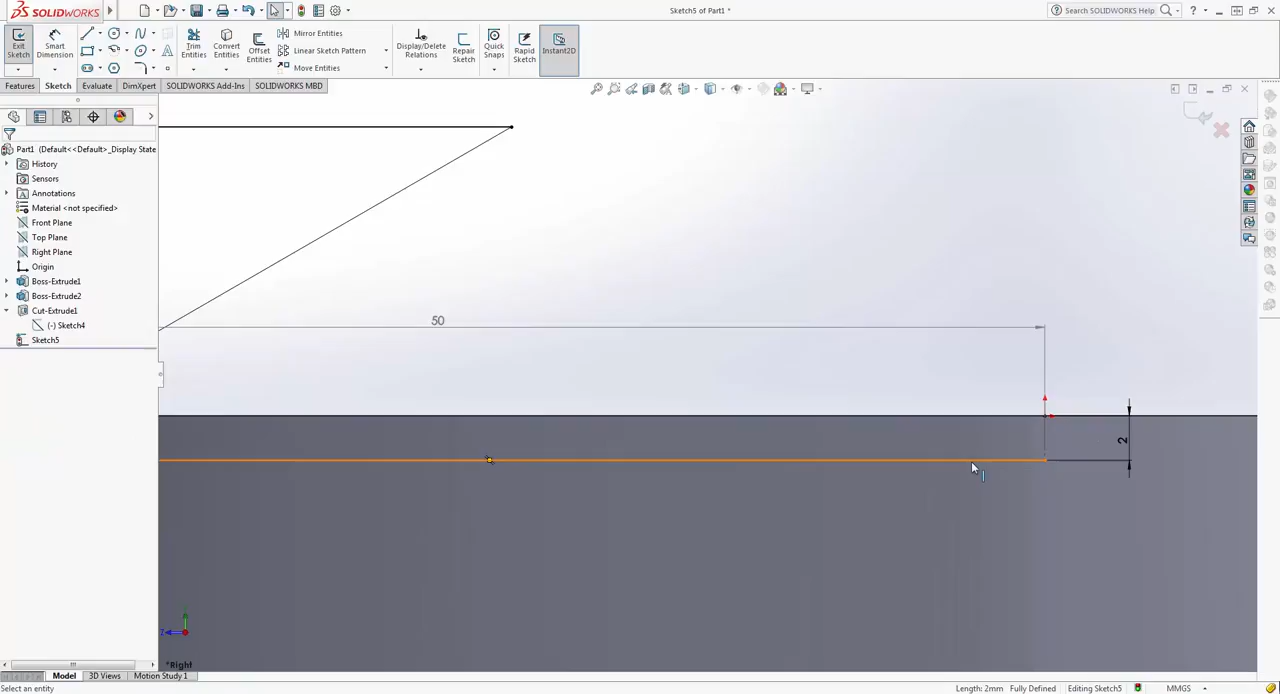 SOLIDWORKS
Sketch5 of Part1 *
Search SOLIDWORKS Help
Exit Sketch
Smart Dimension
Trim Entities
Convert Entities
Offset Entities
Mirror Entities
Linear Sketch Pattern
Move Entities
Display/Delete Relations
Repair Sketch
Quick Snaps
Rapid Sketch
Instant2D
Features
Sketch
Evaluate
DimXpert
SOLIDWORKS Add-Ins
SOLIDWORKS MBD
Part1 (Default<<Default>_Display State
History
Sensors
Annotations
Material <not specified>
Front Plane
Top Plane
Right Plane
Origin
Boss-Extrude1
Boss-Extrude2
Cut-Extrude1
(-) Sketch4
Sketch5
50
2
Z
*Right
Model
3D Views
Motion Study 1
Select an entity
Length: 2mm
Fully Defined
Editing Sketch5
MMGS